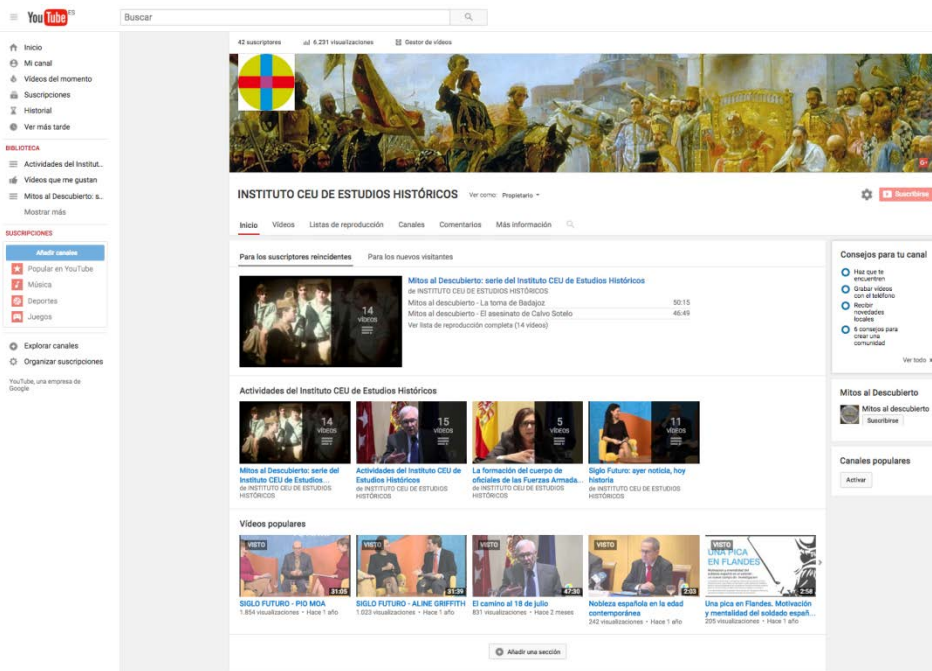 YouTube ES
Buscar
Inicio
Mi canal
Vídeos del momento
Suscripciones
Historial
Ver más tarde
BIBLIOTECA
Actividades del Institut..
Vídeos que me gustan
Mitos al Descubierto: s..
Mostrar más
SUSCRIPCIONES
Añadir canales
Popular en YouTube
Música
Deportes
Juegos
Explorar canales
Organizar suscripciones
YouTube, una empresa de
Google
42 suscriptores 6.231 visualizaciones Gestor de vídeos
INSTITUTO CEU DE ESTUDIOS HISTÓRICOS Ver como: Propietario
Suscribirse
Inicio Vídeos Listas de reproducción Canales Comentarios Más información
Para los suscriptores reincidentes Para los nuevos visitantes
14
VÍDEOS
Mitos al Descubierto: serie del Instituto CEU de Estudios Históricos
de INSTITUTO CEU DE ESTUDIOS HISTÓRICOS
Mitos al descubierto - La toma de Badajoz 50:15
Mitos al descubierto - El asesinato de Calvo Sotelo 46:49
Ver lista de reproducción completa (14 vídeos)
Actividades del Instituto CEU de Estudios Históricos
14
VÍDEOS
Mitos al Descubierto: serie del
Instituto CEU de Estudios...
de INSTITUTO CEU DE ESTUDIOS
HISTÓRICOS
15
VÍDEOS
Actividades del Instituto CEU de
Estudios Históricos
de INSTITUTO CEU DE ESTUDIOS
HISTÓRICOS
5
VÍDEOS
La formación del cuerpo de
oficiales de las Fuerzas Armada...
de INSTITUTO CEU DE ESTUDIOS
HISTÓRICOS
11
VÍDEOS
Siglo Futuro: ayer noticia, hoy
historia
de INSTITUTO CEU DE ESTUDIOS
HISTÓRICOS
Vídeos populares
VISTO
31:05
SIGLO FUTURO - PIO MOA
1.854 visualizaciones • Hace 1 año
VISTO
31:39
SIGLO FUTURO - ALINE GRIFFITH
1.023 visualizaciones • Hace 1 año
VISTO
47:30
El camino al 18 de julio
831 visualizaciones • Hace 2 meses
VISTO
2:03
Nobleza española en la edad
contemporánea
242 visualizaciones • Hace 1 año
VISTO
UNA PICA
EN FLANDES
2:58
Una pica en Flandes. Motivación
y mentalidad del soldado españ...
205 visualizaciones • Hace 1 año
Añadir una sección
Consejos para tu canal
Haz que te
encuentren
Grabar vídeos
con el teléfono
Recibir
novedades
locales
6 consejos para
crear una
comunidad
Ver todo
Mitos al Descubierto
Mitos al descubierto
Suscribirse
Canales populares
Activar